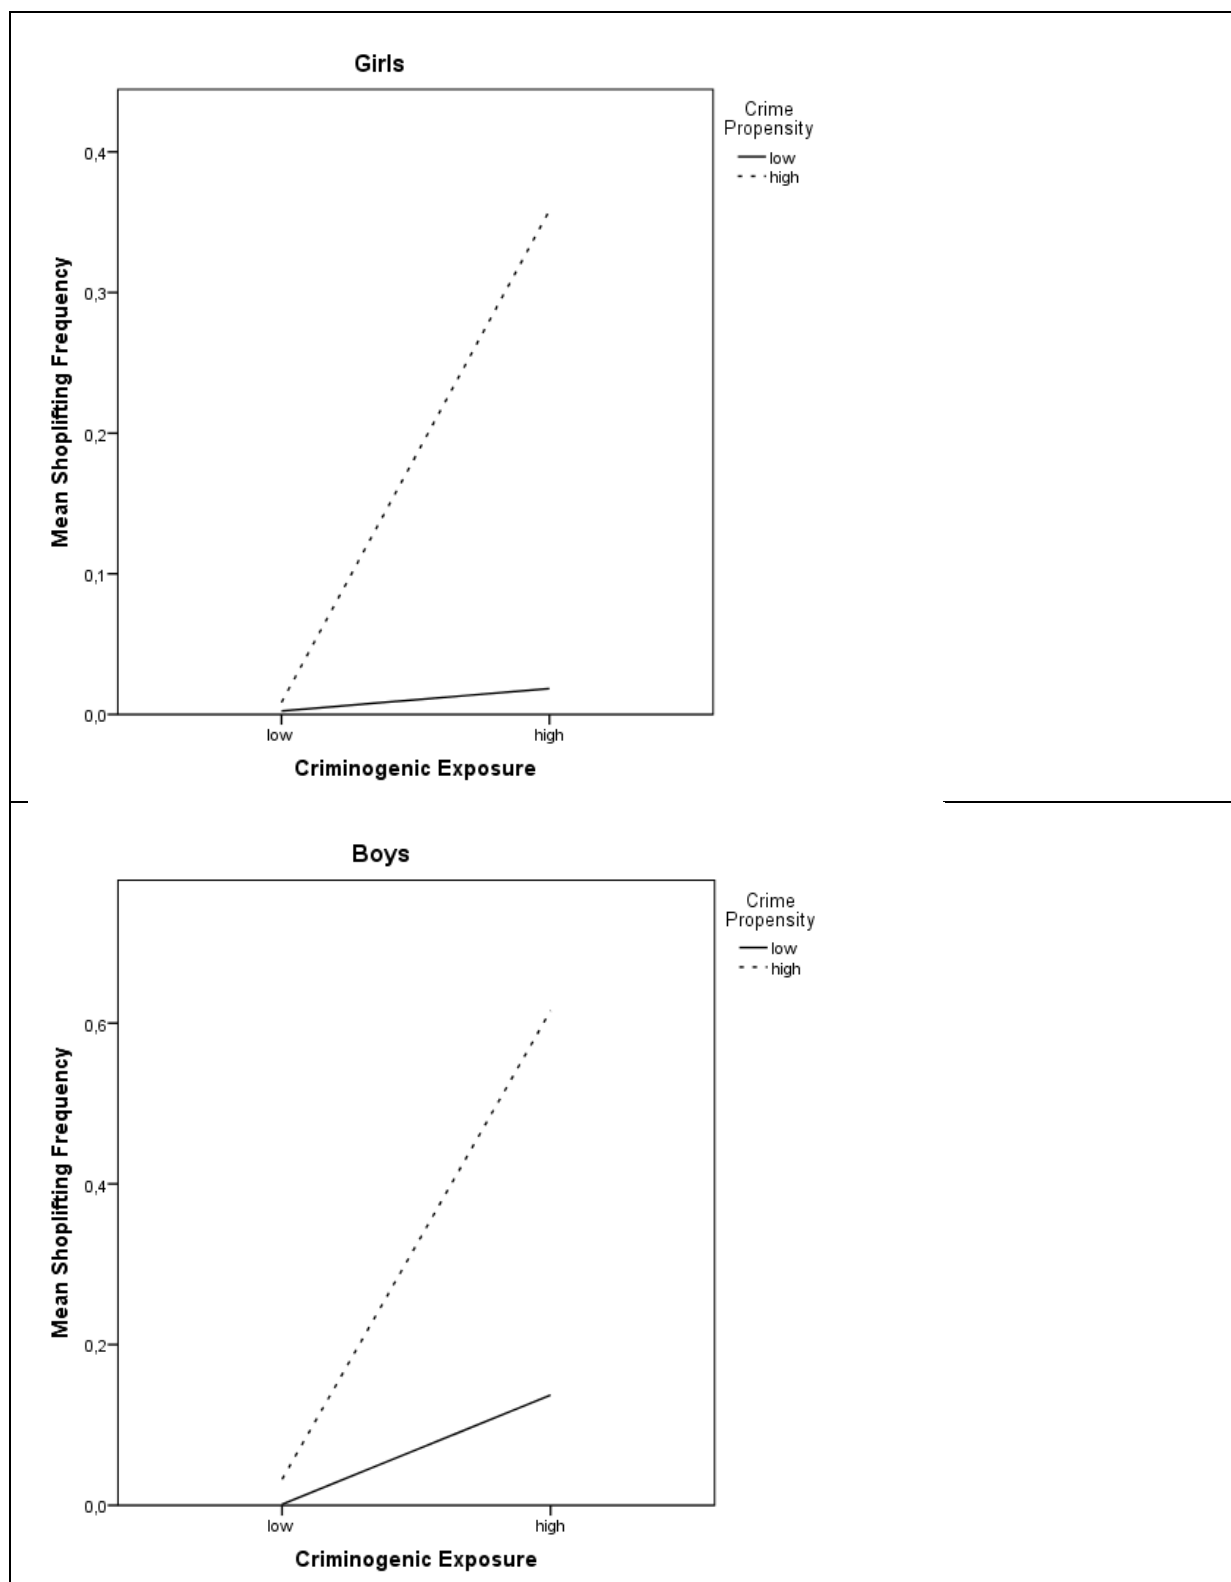 Girls
Crime
Propensity
low
high
0,4
0,3
0,2
0,1
0,0
Mean Shoplifting Frequency
low
high
Criminogenic Exposure
Boys
Crime
Propensity
low
high
0,6
0,4
0,2
0,0
Mean Shoplifting Frequency
low
high
Criminogenic Exposure